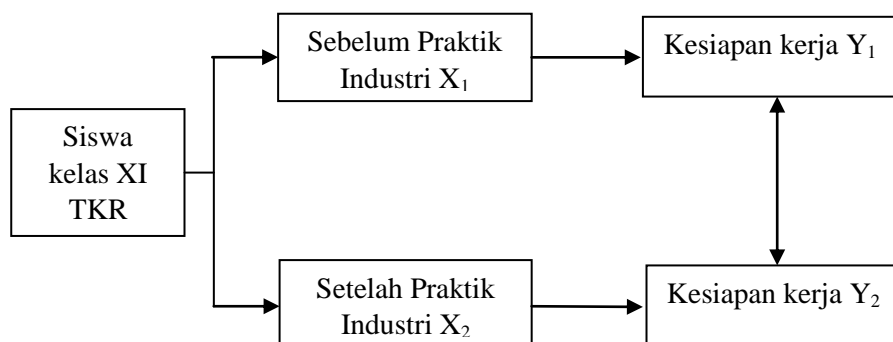 Sebelum Praktik
Industri X₁
Kesiapan kerja Y₁
Siswa
kelas XI
TKR
Setelah Praktik
Industri X₂
Kesiapan kerja Y₂